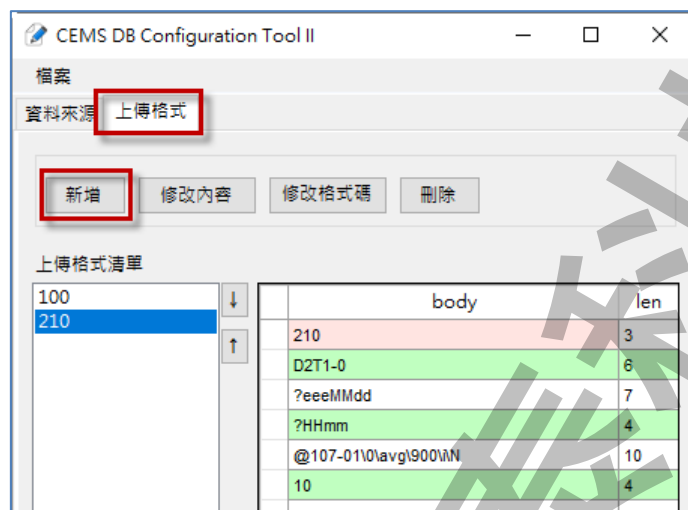 CEMS DB Configuration Tool II
檔案
資料來源 上傳格式
新增 修改內容 修改格式碼 刪除
上傳格式清單
100
210
↓
↑
body len
210 3
D2T1-0 6
?eeeMMdd 7
?HHmm 4
@107-01\0\avg\900\i\N 10
10 4